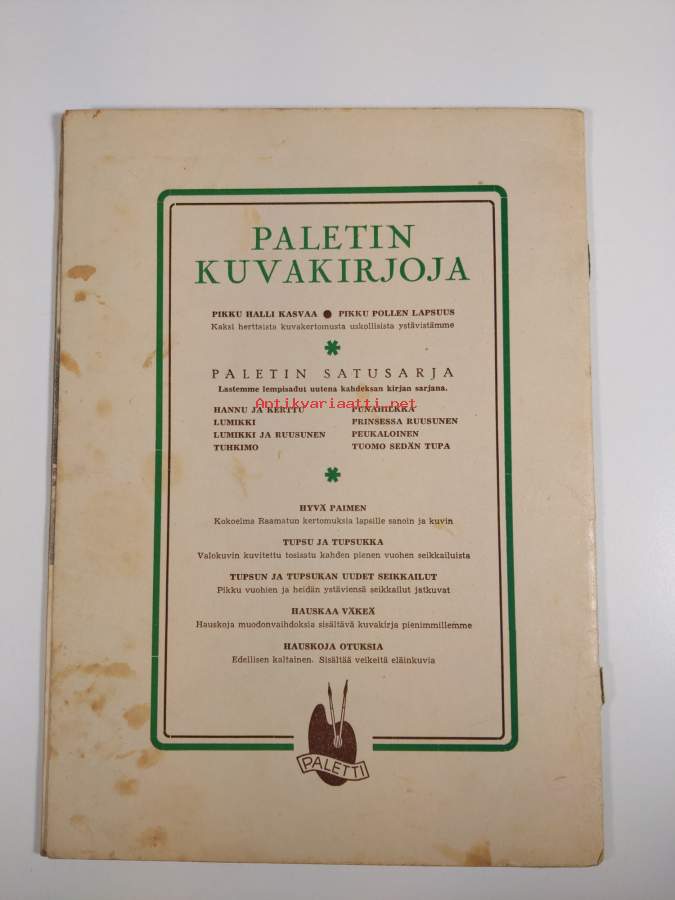 PALETIN
KUVAKIRJOJA
PIKKU HALLI KASVAA ● PIKKU POLLEN LAPSUUS
Kaksi herttaista kuvakertomusta uskollisista ystävistämme
PALETIN SATUSARJA
Lastemme lempisadut uutena kahdeksan kirjan sarjana.
Antikvariaatti.net
HANNU JA KERTTU PUNAHILKKA
LUMIKKI PRINSESSA RUUSUNEN
LUMIKKI JA RUUSUNEN PEUKALOINEN
TUHKIMO TUOMO SEDÄN TUPA
HYVÄ PAIMEN
Kokoelma Raamatun kertomuksia lapsille sanoin ja kuvin
TUPSU JA TUPSUKKA
Valokuvin kuvitettu tosisatu kahden pienen vuohen seikkailuista
TUPSUN JA TUPSUKAN UUDET SEIKKAILUT
Pikku vuohien ja heidän ystäviensä seikkailut jatkuvat
HAUSKAA VÄKEÄ
Hauskoja muodonvaihdoksia sisältävä kuvakirja pienimmillemme
HAUSKOJA OTUKSIA
Edellisen kaltainen. Sisältää veikeitä eläinkuvia
PALETTI